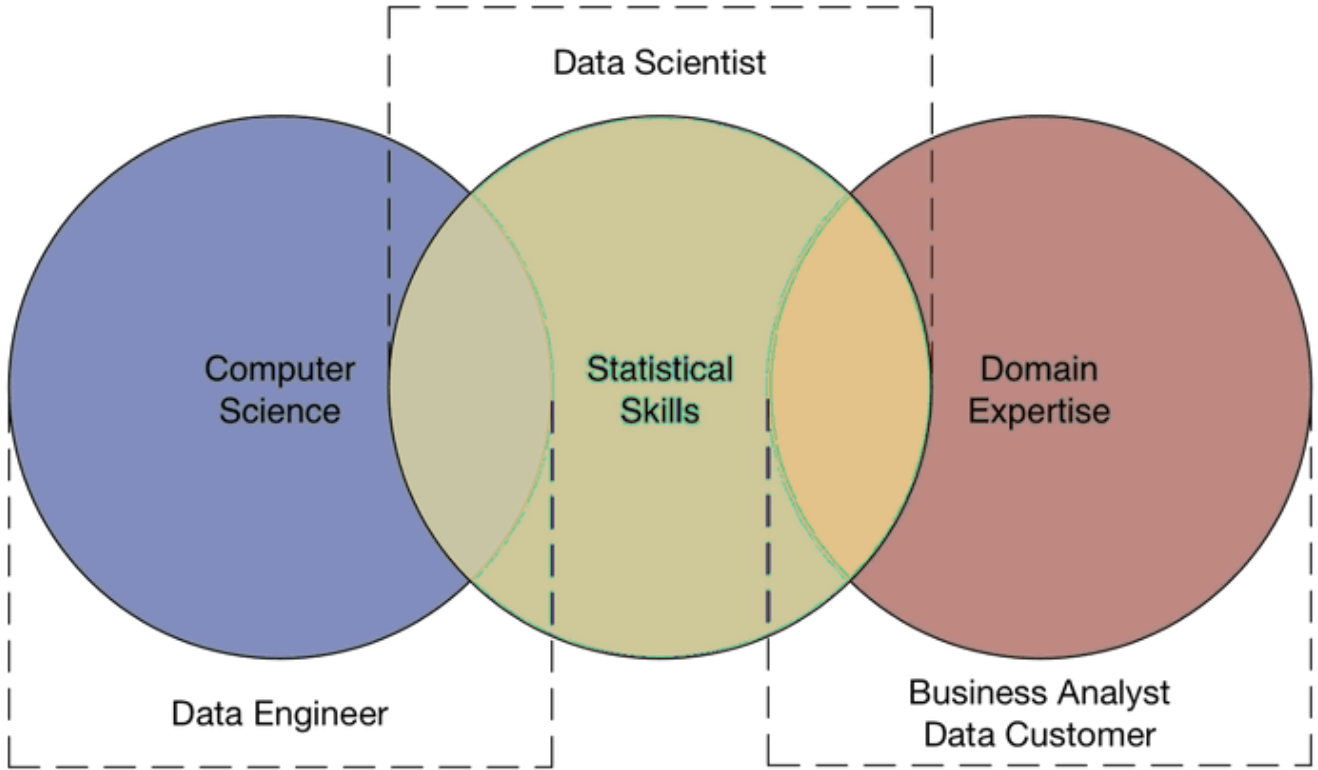 Data Scientist
Computer
Science
Statistical
Skills
Domain
Expertise
Data Engineer
Business Analyst
Data Customer